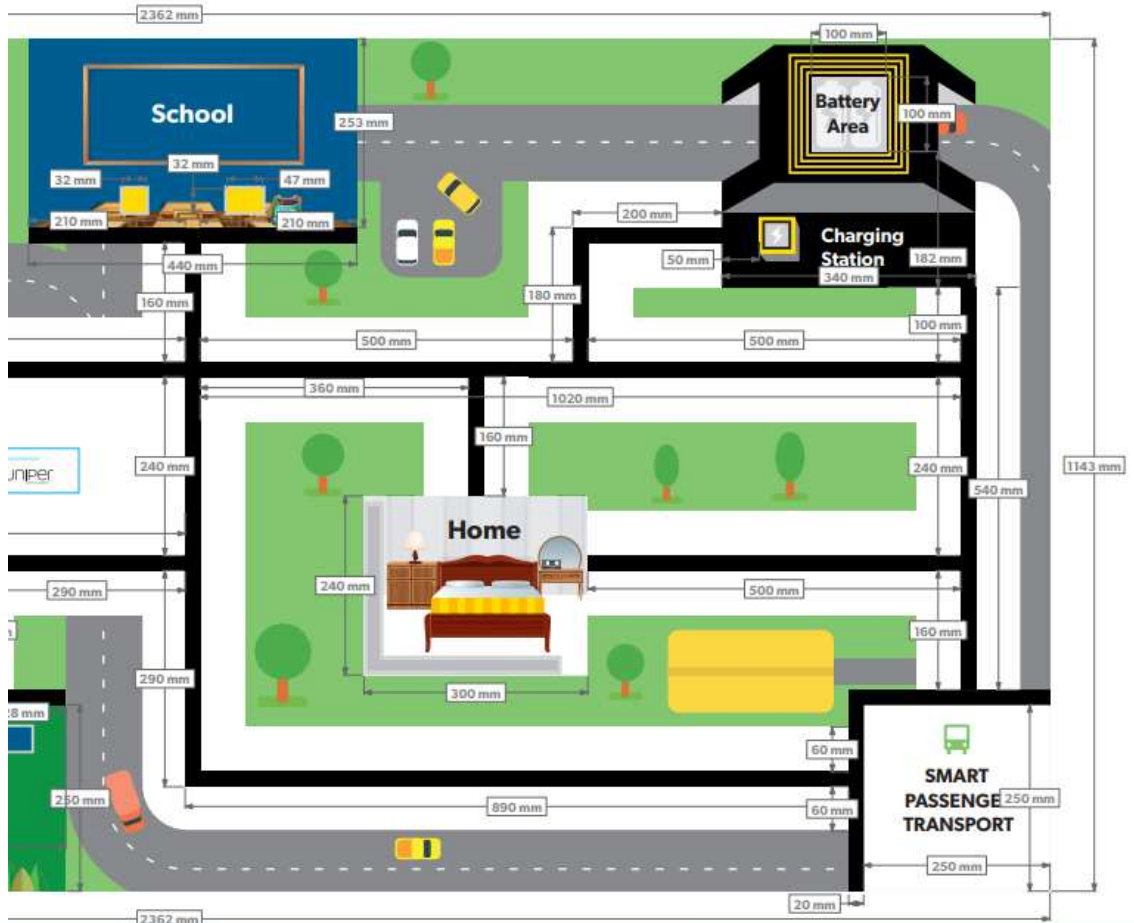 2362 mm
School
253 mm
32 mm
32 mm
47 mm
210 mm
210 mm
440 mm
160 mm
100 mm
Battery
Area
100 mm
200 mm
50 mm
Charging
Station
182 mm
340 mm
180 mm
100 mm
500 mm
500 mm
360 mm
1020 mm
160 mm
240 mm
240 mm
540 mm
1143 mm
Home
240 mm
290 mm
500 mm
160 mm
290 mm
300 mm
60 mm
250 mm
890 mm
60 mm
SMART
PASSENGE
TRANSPORT
250 mm
250 mm
20 mm
2362 mm